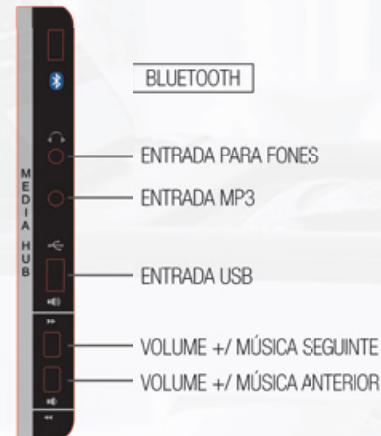 BLUETOOTH
ENTRADA PARA FONES
ENTRADA MP3
MEDIA HUB
ENTRADA USB
VOLUME +/ MÚSICA SEGUINTE
VOLUME +/ MÚSICA ANTERIOR